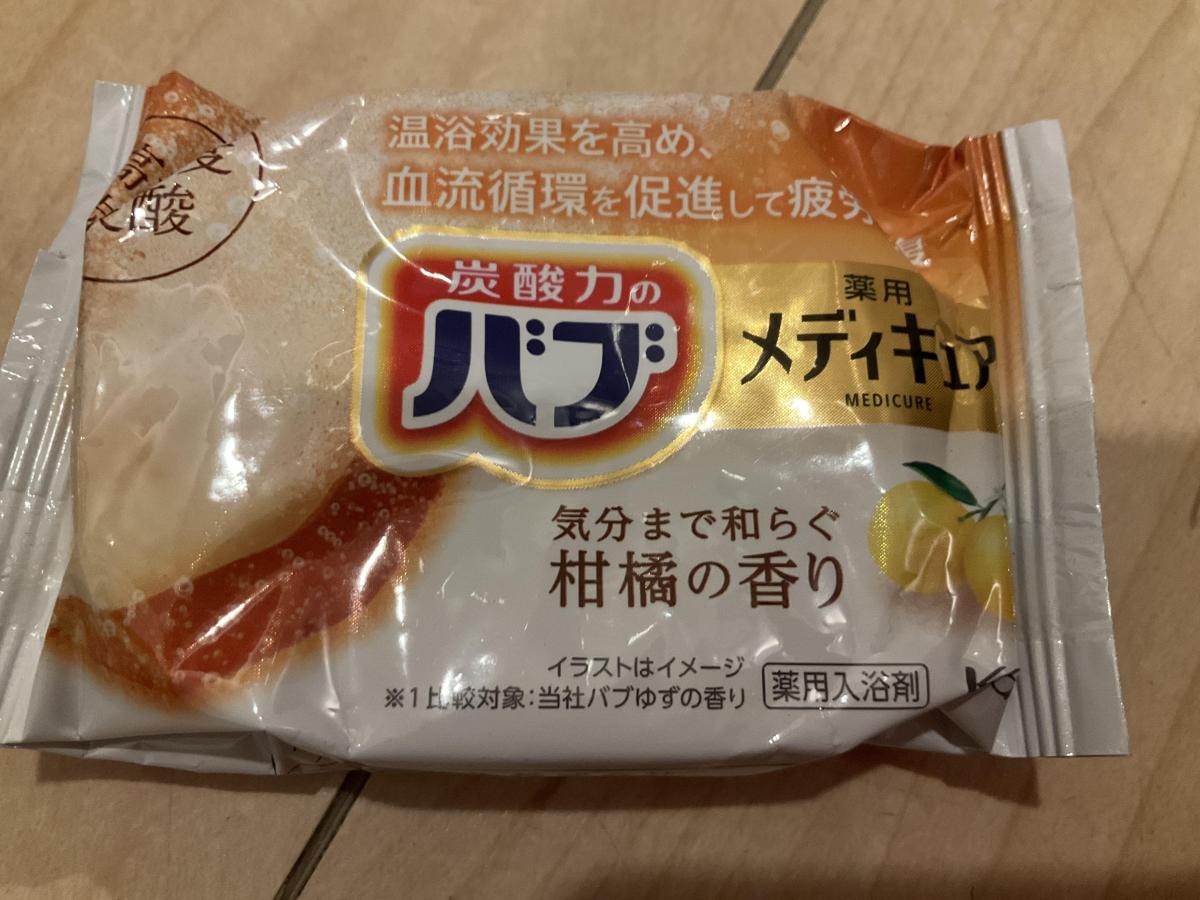 酸
温浴効果を高め、
血流循環を促進して疲労
炭酸力の
バブ
薬用
メディキュア
MEDICURE
気分まで和らぐ
柑橘の香り
イラストはイメージ
※1比較対象：当社バブゆずの香り
薬用入浴剤